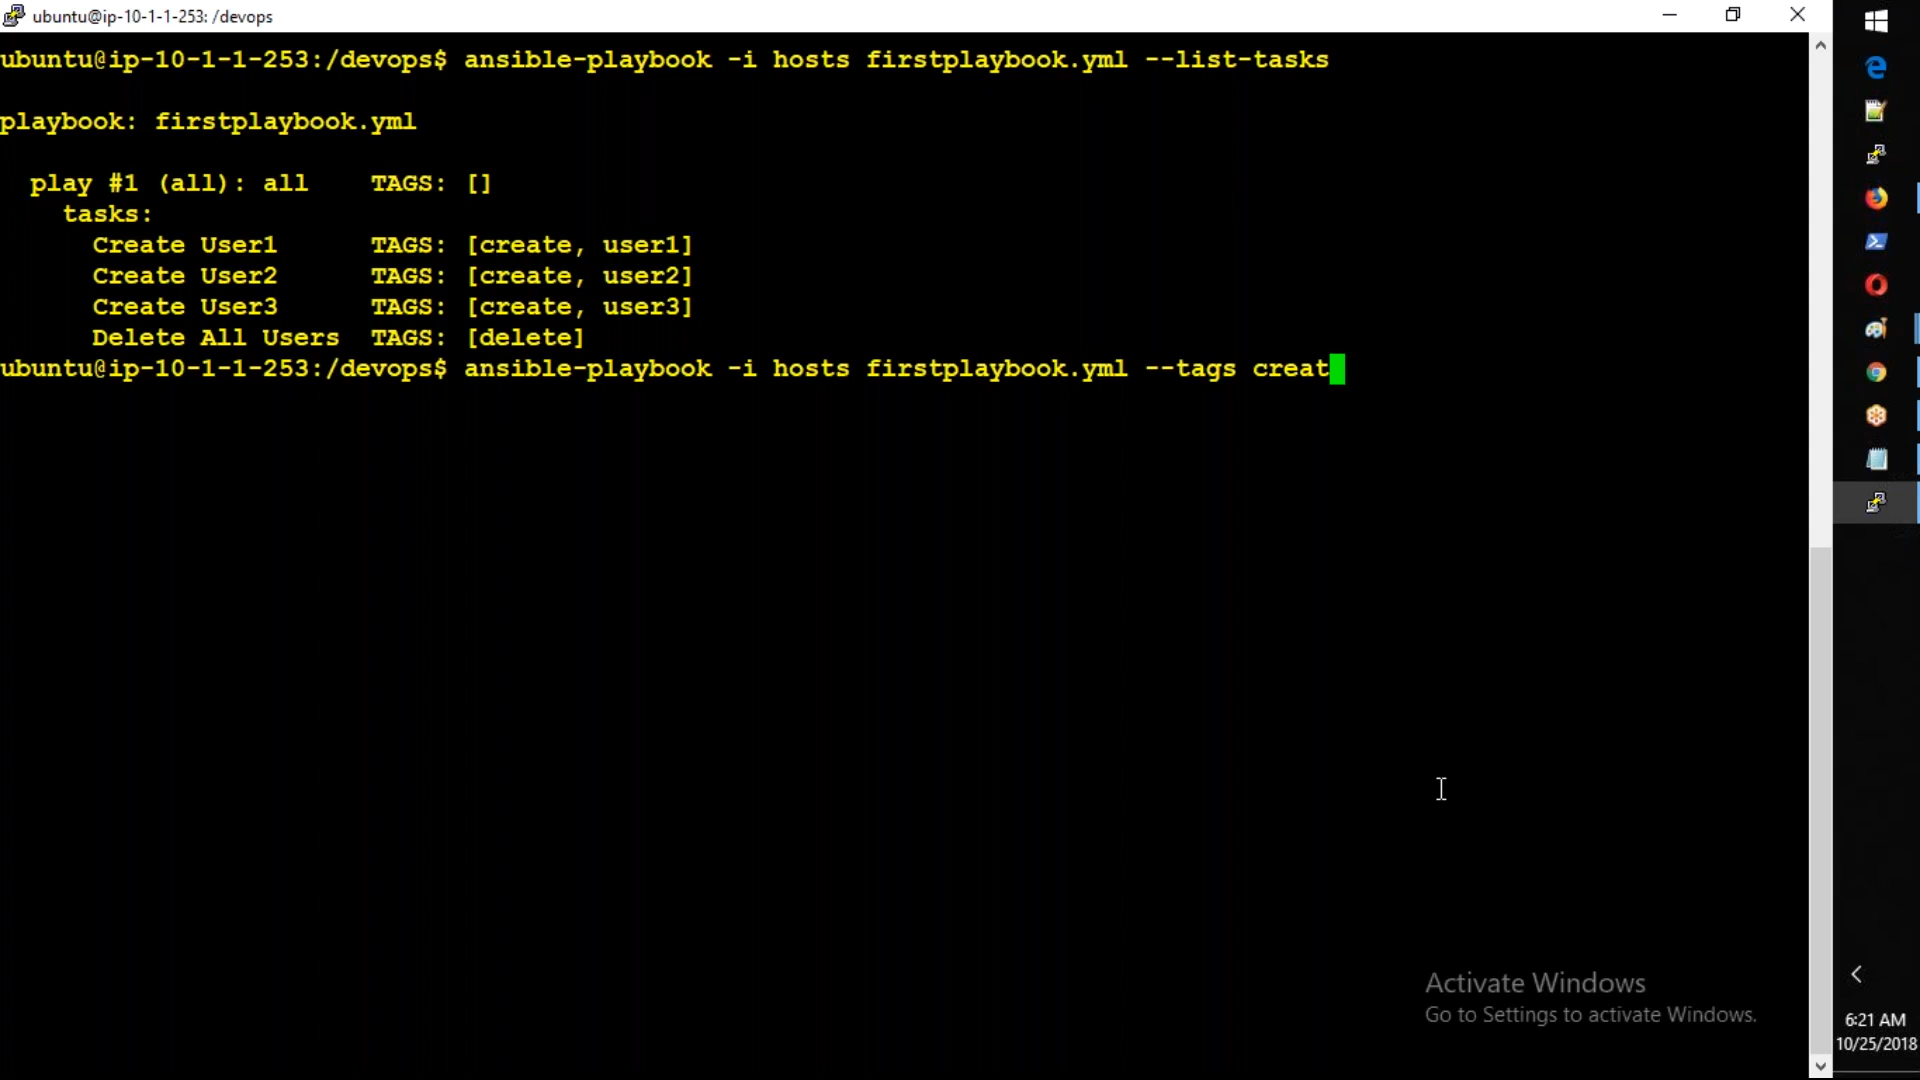 ubuntu@ip-10-1-1-253: /devops
ubuntu@ip-10-1-1-253:/devops$ ansible-playbook -i hosts firstplaybook.yml --list-tasks
playbook: firstplaybook.yml
play #1 (all): all TAGS: []
tasks:
Create User1 TAGS: [create, user1]
Create User2 TAGS: [create, user2]
Create User3 TAGS: [create, user3]
Delete All Users TAGS: [delete]
ubuntu@ip-10-1-1-253:/devops$ ansible-playbook -i hosts firstplaybook.yml --tags creat
Activate Windows
Go to Settings to activate Windows.
6:21 AM
10/25/2018